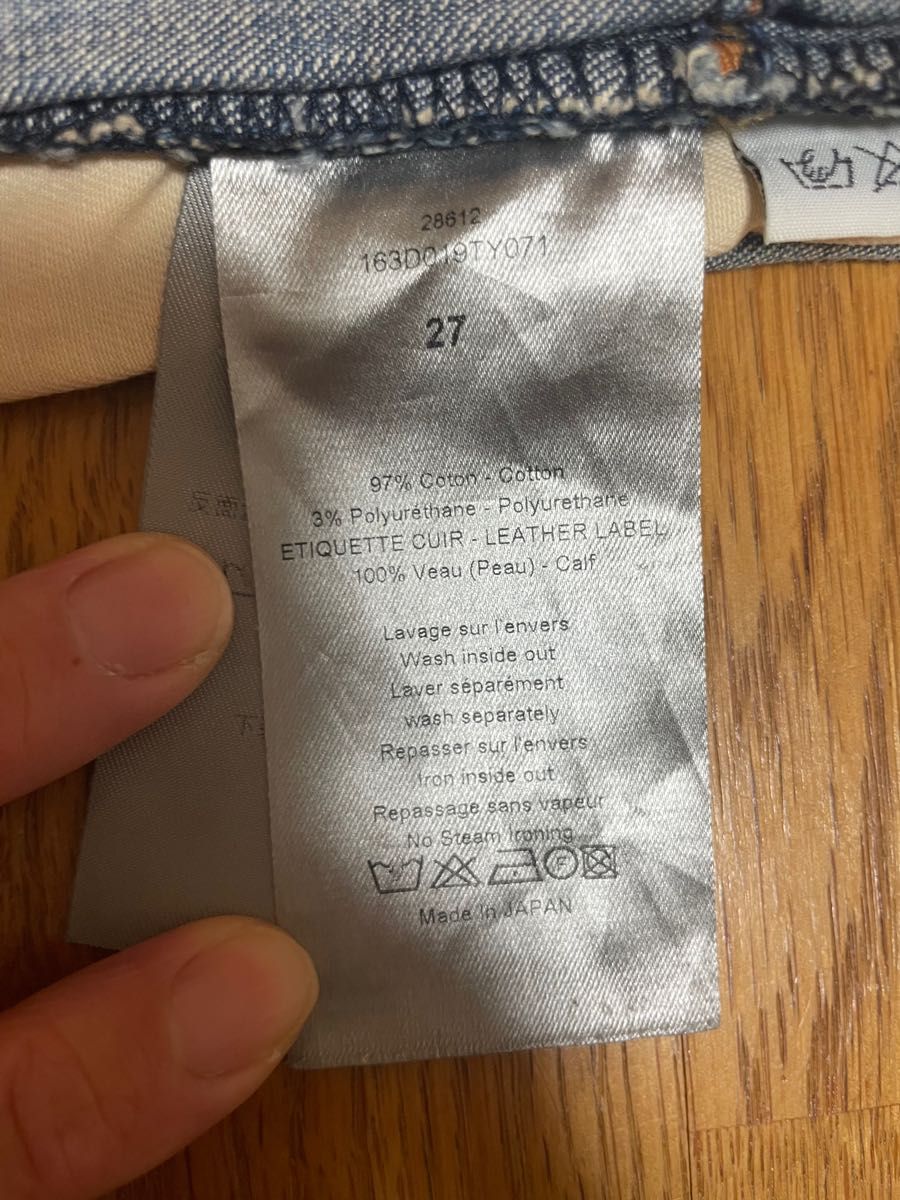 28612
163D019TY071
27
97% Coton - Cotton
3% Polyuréthane - Polyurethane
ETIQUETTE CUIR - LEATHER LABEL
100% Veau (Peau) - Calf
Lavage sur l'envers
Wash inside out
Laver séparément
wash separately
Repasser sur l'envers
Iron inside out
Repassage sans vapeur
No Steam Ironing
Made In JAPAN